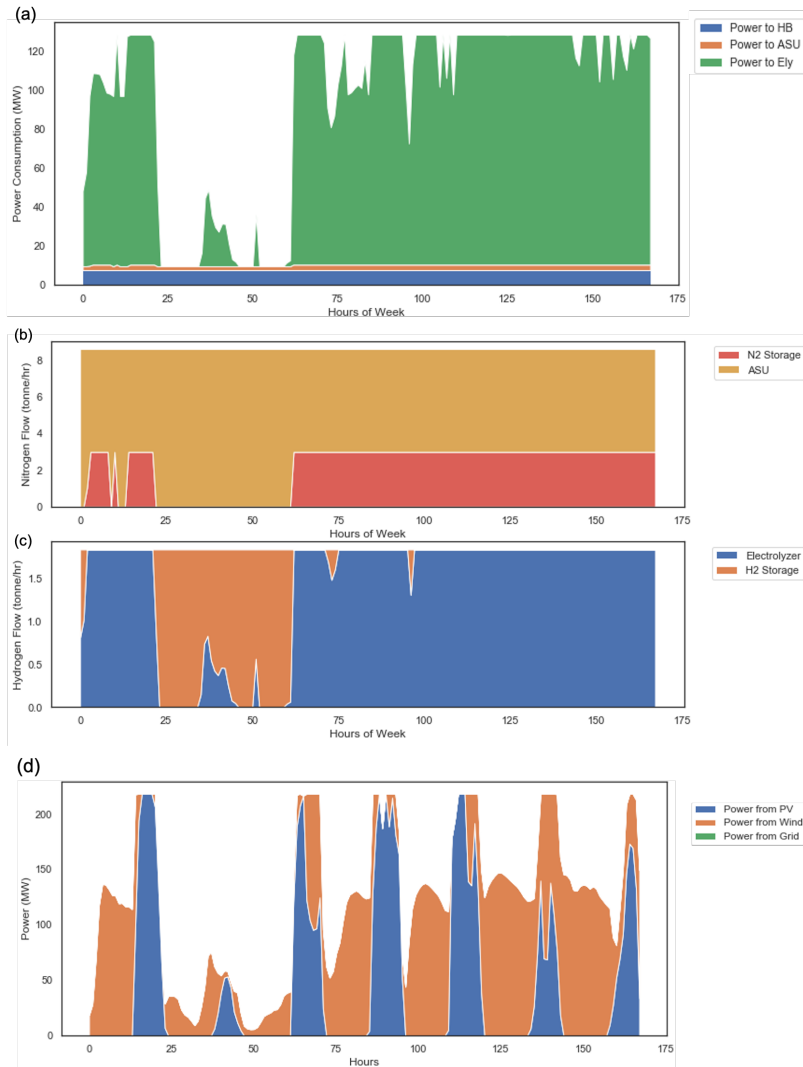 (a)
Power to HB
Power to ASU
Power to Ely
Power Consumption (MW)
120
100
80
60
40
20
0
0 25 50 75 100 125 150 175
Hours of Week
(b)
N2 Storage
ASU
Nitrogen Flow (tonne/hr)
8
6
4
2
0
0 25 50 75 100 125 150 175
Hours of Week
(c)
Electrolyzer
H2 Storage
Hydrogen Flow (tonne/hr)
1.5
1.0
0.5
0.0
0 25 50 75 100 125 150 175
Hours of Week
(d)
Power from PV
Power from Wind
Power from Grid
Power (MW)
200
150
100
50
0
0 25 50 75 100 125 150 175
Hours